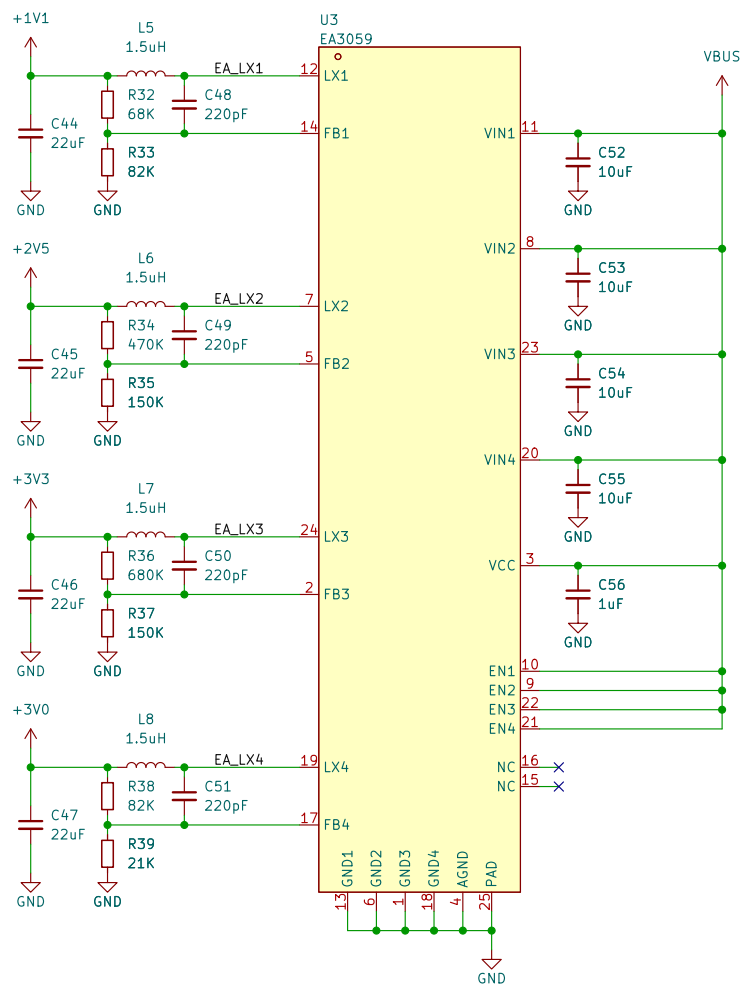 U3
EA3059
+1V1
L5
1.5uH
EA_LX1
12
LX1
R32
68K
C48
220pF
C44
22uF
14
FB1
R33
82K
GND
GND
+2V5
L6
1.5uH
EA_LX2
7
LX2
R34
470K
C49
220pF
C45
22uF
5
FB2
R35
150K
GND
GND
+3V3
L7
1.5uH
EA_LX3
24
LX3
R36
680K
C50
220pF
C46
22uF
2
FB3
R37
150K
GND
GND
+3V0
L8
1.5uH
EA_LX4
19
LX4
R38
82K
C51
220pF
C47
22uF
17
FB4
R39
21K
GND
GND
VBUS
VIN1
11
C52
10uF
GND
VIN2
8
C53
10uF
GND
VIN3
23
C54
10uF
GND
VIN4
20
C55
10uF
GND
VCC
3
C56
1uF
GND
EN1
10
EN2
9
EN3
22
EN4
21
NC
16
NC
15
GND1
13
GND2
6
GND3
1
GND4
18
AGND
4
PAD
25
GND